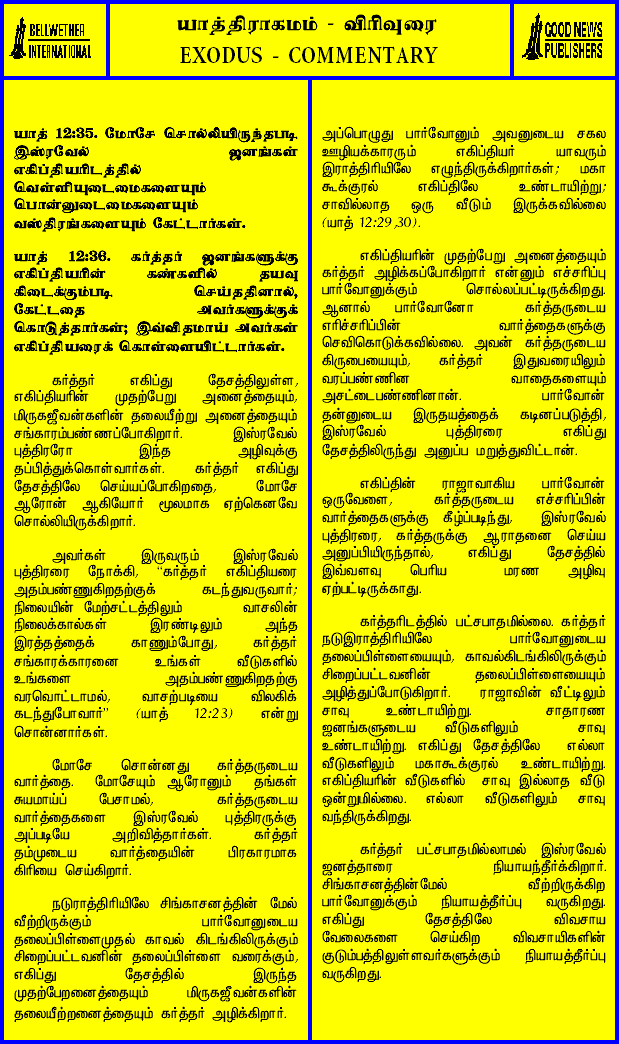 BELLWETHER
INTERNATIONAL
யாத்திராகமம் - விரிவுரை
EXODUS - COMMENTARY
GOOD NEWS
PUBLISHERS
யாத் 12:35. மோசே சொல்லியிருந்தபடி
இஸ்ரவேல் ஜனங்கள்
எகிப்தியரிடத்தில்
வெள்ளியுடைமைகளையும்
பொன்னுடைமைகளையும்
வஸ்திரங்களையும் கேட்டார்கள்.
யாத் 12:36. கர்த்தர் ஜனங்களுக்கு
எகிப்தியரின் கண்களில் தயவு
கிடைக்கும்படி செய்ததினால்,
கேட்டதை அவர்களுக்குக்
கொடுத்தார்கள்; இவ்விதமாய் அவர்கள்
எகிப்தியரைக் கொள்ளையிட்டார்கள்.
கர்த்தர் எகிப்து தேசத்திலுள்ள,
எகிப்தியரின் முதற்பேறு அனைத்தையும்,
மிருகஜீவன்களின் தலையீற்று அனைத்தையும்
சங்காரம்பண்ணப்போகிறார். இஸ்ரவேல்
புத்திரரோ இந்த அழிவுக்கு
தப்பித்துக்கொள்வார்கள். கர்த்தர் எகிப்து
தேசத்திலே செய்யப்போகிறதை, மோசே
ஆரோன் ஆகியோர் மூலமாக ஏற்கெனவே
சொல்லியிருக்கிறார்.
அவர்கள் இருவரும் இஸ்ரவேல்
புத்திரரை நோக்கி, “கர்த்தர் எகிப்தியரை
அதம்பண்ணுகிறதற்குக் கடந்துவருவார்;
நிலையின் மேற்சட்டத்திலும் வாசலின்
நிலைக்கால்கள் இரண்டிலும் அந்த
இரத்தத்தைக் காணும்போது, கர்த்தர்
சங்காரக்காரனை உங்கள் வீடுகளில்
உங்களை அதம்பண்ணுகிறதற்கு
வரவொட்டாமல், வாசற்படியை விலகிக்
கடந்துபோவார்” (யாத் 12:23) என்று
சொன்னார்கள்.
மோசே சொன்னது கர்த்தருடைய
வார்த்தை. மோசேயும் ஆரோனும் தங்கள்
சுயமாய்ப் பேசாமல், கர்த்தருடைய
வார்த்தைகளை இஸ்ரவேல் புத்திரருக்கு
அப்படியே அறிவித்தார்கள். கர்த்தர்
தம்முடைய வார்த்தையின் பிரகாரமாக
கிரியை செய்கிறார்.
நடுராத்திரியிலே சிங்காசனத்தின் மேல்
வீற்றிருக்கும் பார்வோனுடைய
தலைப்பிள்ளைமுதல் காவல் கிடங்கிலிருக்கும்
சிறைப்பட்டவனின் தலைப்பிள்ளை வரைக்கும்,
எகிப்து தேசத்தில் இருந்த
முதற்பேறனைத்தையும் மிருகஜீவன்களின்
தலையீற்றனைத்தையும் கர்த்தர் அழிக்கிறார்.
அப்பொழுது பார்வோனும் அவனுடைய சகல
ஊழியக்காரரும் எகிப்தியர் யாவரும்
இராத்திரியிலே எழுந்திருக்கிறார்கள்; மகா
கூக்குரல் எகிப்திலே உண்டாயிற்று;
சாவில்லாத ஒரு வீடும் இருக்கவில்லை
(யாத் 12:29,30).
எகிப்தியரின் முதற்பேறு அனைத்தையும்
கர்த்தர் அழிக்கப்போகிறார் என்னும் எச்சரிப்பு
பார்வோனுக்கும் சொல்லப்பட்டிருக்கிறது.
ஆனால் பார்வோனோ கர்த்தருடைய
எரிச்சரிப்பின் வார்த்தைகளுக்கு
செவிகொடுக்கவில்லை. அவன் கர்த்தருடைய
கிருபையையும், கர்த்தர் இதுவரையிலும்
வரப்பண்ணின வாதைகளையும்
அசட்டைபண்ணினான். பார்வோன்
தன்னுடைய இருதயத்தைக் கடினப்படுத்தி,
இஸ்ரவேல் புத்திரரை எகிப்து
தேசத்திலிருந்து அனுப்ப மறுத்துவிட்டான்.
எகிப்தின் ராஜாவாகிய பார்வோன்
ஒருவேளை, கர்த்தருடைய எச்சரிப்பின்
வார்த்தைகளுக்கு கீழ்ப்படிந்து, இஸ்ரவேல்
புத்திரரை, கர்த்தருக்கு ஆராதனை செய்ய
அனுப்பியிருந்தால், எகிப்து தேசத்தில்
இவ்வளவு பெரிய மரண அழிவு
ஏற்பட்டிருக்காது.
கர்த்தரிடத்தில் பட்சபாதமில்லை. கர்த்தர்
நடுஇராத்திரியிலே பார்வோனுடைய
தலைப்பிள்ளையையும், காவல்கிடங்கிலிருக்கும்
சிறைப்பட்டவனின் தலைப்பிள்ளையையும்
அழித்துப்போடுகிறார். ராஜாவின் வீட்டிலும்
சாவு உண்டாயிற்று. சாதாரண
ஜனங்களுடைய வீடுகளிலும் சாவு
உண்டாயிற்று. எகிப்து தேசத்திலே எல்லா
வீடுகளிலும் மகாகூக்குரல் உண்டாயிற்று.
எகிப்தியரின் வீடுகளில் சாவு இல்லாத வீடு
ஒன்றுமில்லை. எல்லா வீடுகளிலும் சாவு
வந்திருக்கிறது.
கர்த்தர் பட்சபாதமில்லாமல் இஸ்ரவேல்
ஜனத்தாரை நியாயந்தீர்க்கிறார்.
சிங்காசனத்தின்மேல் வீற்றிருக்கிற
பார்வோனுக்கும் நியாயத்தீர்ப்பு வருகிறது.
எகிப்து தேசத்திலே விவசாய
வேலைகளை செய்கிற விவசாயிகளின்
குடும்பத்திலுள்ளவர்களுக்கும் நியாயத்தீர்ப்பு
வருகிறது.